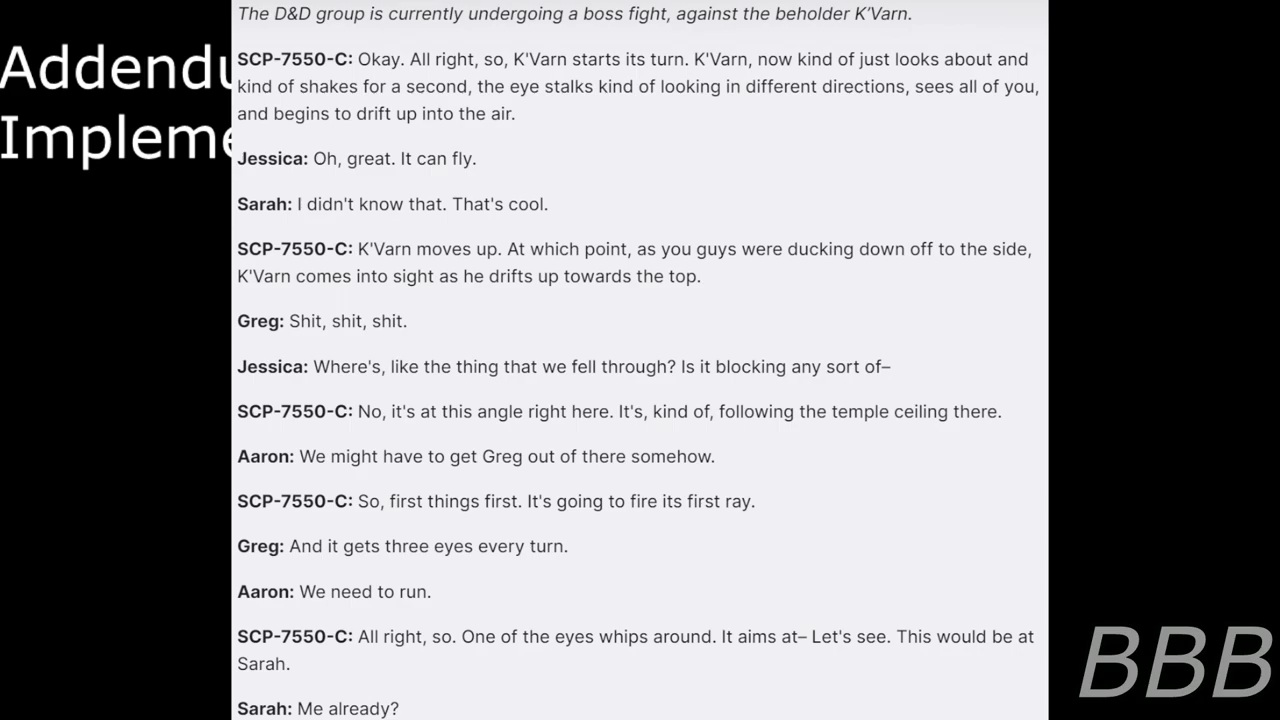 The D&D group is currently undergoing a boss fight, against the beholder K'Varn.
Addendu
Impleme
SCP-7550-C: Okay. All right, so, K'Varn starts its turn. K'Varn, now kind of just looks about and
kind of shakes for a second, the eye stalks kind of looking in different directions, sees all of you,
and begins to drift up into the air.
Jessica: Oh, great. It can fly.
Sarah: I didn't know that. That's cool.
SCP-7550-C: K'Varn moves up. At which point, as you guys were ducking down off to the side,
K'Varn comes into sight as he drifts up towards the top.
Greg: Shit, shit, shit.
Jessica: Where's, like the thing that we fell through? Is it blocking any sort of–
SCP-7550-C: No, it's at this angle right here. It's, kind of, following the temple ceiling there.
Aaron: We might have to get Greg out of there somehow.
SCP-7550-C: So, first things first. It's going to fire its first ray.
Greg: And it gets three eyes every turn.
Aaron: We need to run.
SCP-7550-C: All right, so. One of the eyes whips around. It aims at– Let's see. This would be at
Sarah.
Sarah: Me already?
BBB